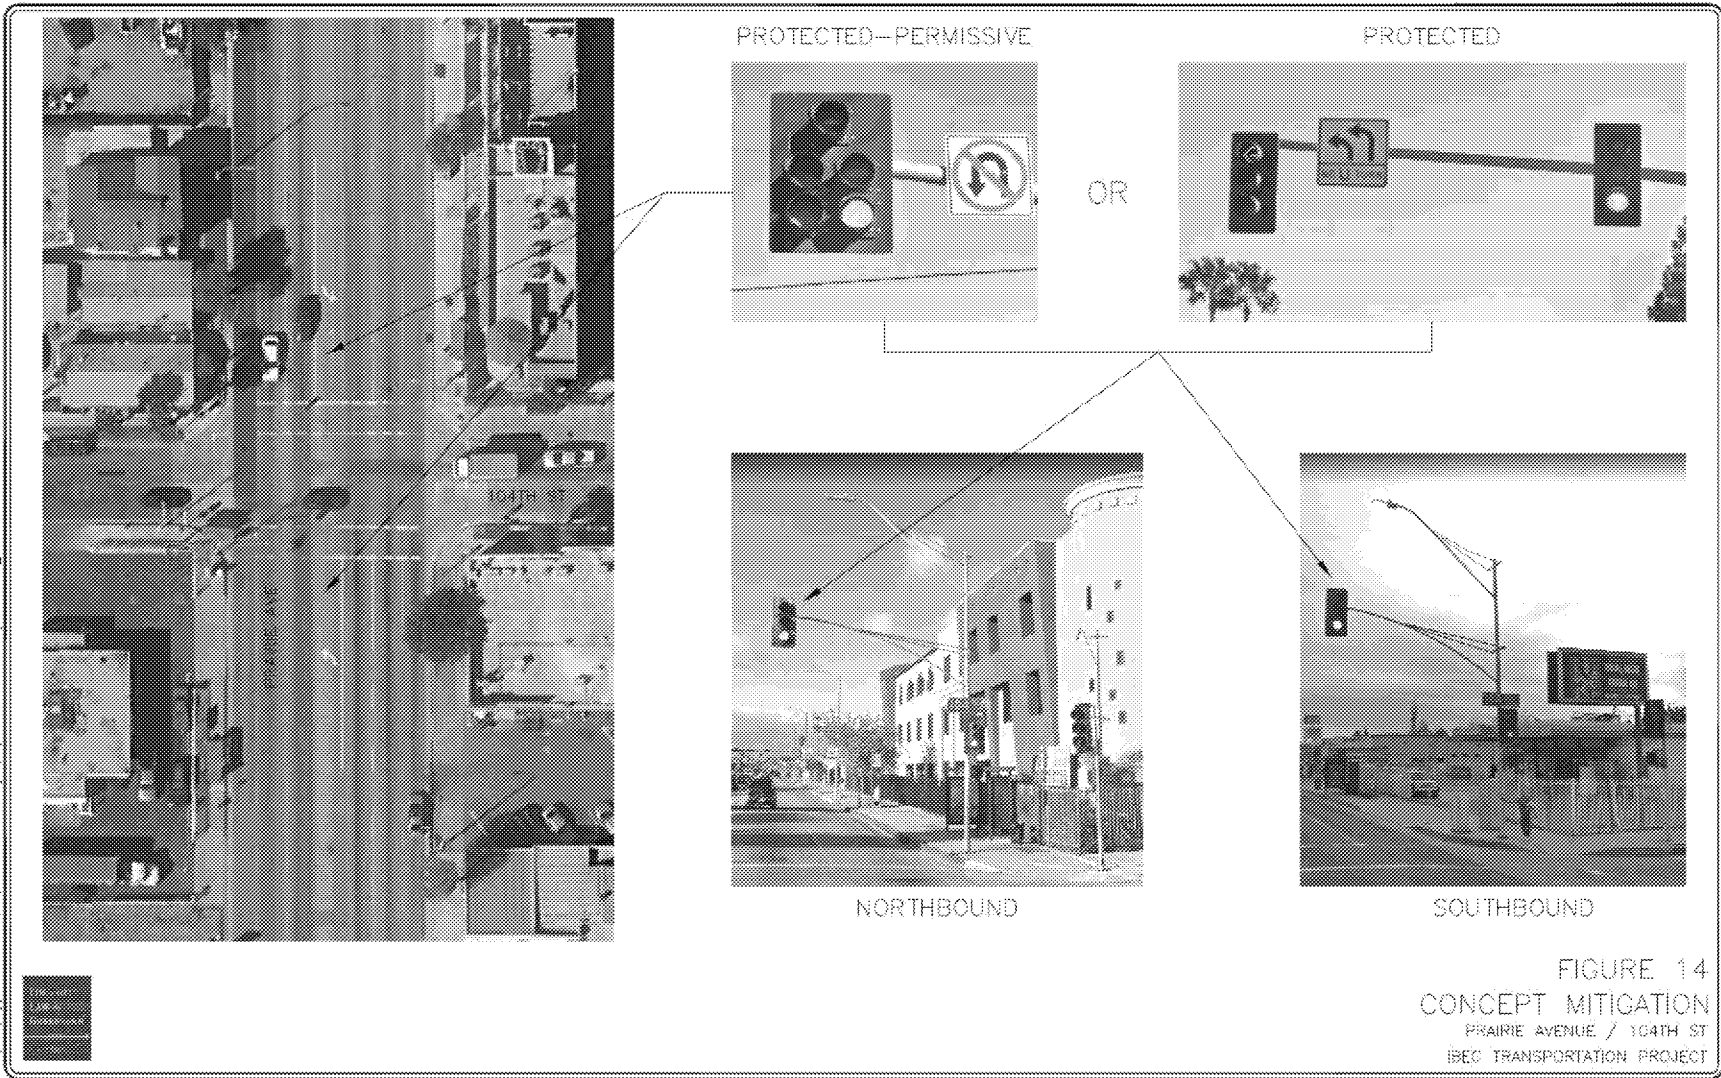 PROTECTED-PERMISSIVE
PROTECTED
OR
104TH ST
PRAIRIE AVE
NORTHBOUND
SOUTHBOUND
FIGURE 14
CONCEPT MITIGATION
PRAIRIE AVENUE / 104TH ST
IBEC TRANSPORTATION PROJECT